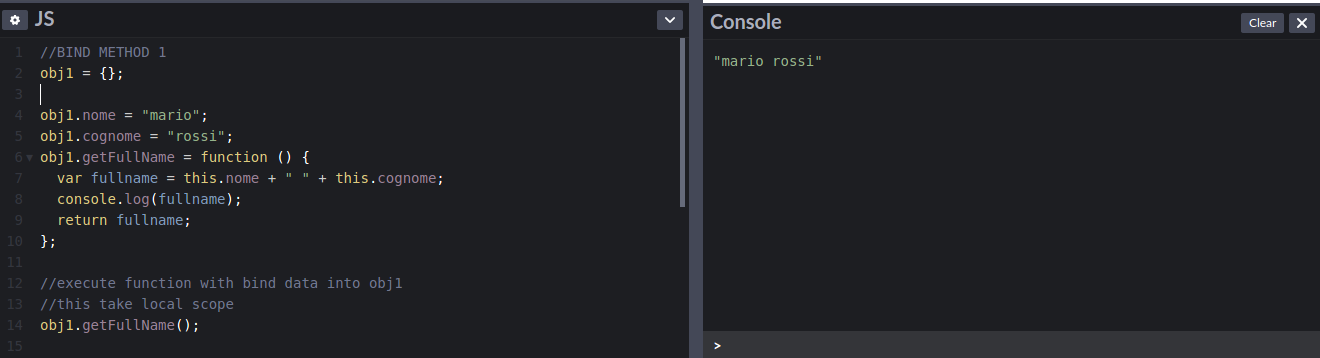 JS
1 //BIND METHOD 1
2 obj1 = {};
3
4 obj1.nome = "mario";
5 obj1.cognome = "rossi";
6 obj1.getFullName = function () {
7 var fullname = this.nome + " " + this.cognome;
8 console.log(fullname);
9 return fullname;
10 };
11
12 //execute function with bind data into obj1
13 //this take local scope
14 obj1.getFullName();
15
Console
Clear
"mario rossi"
>